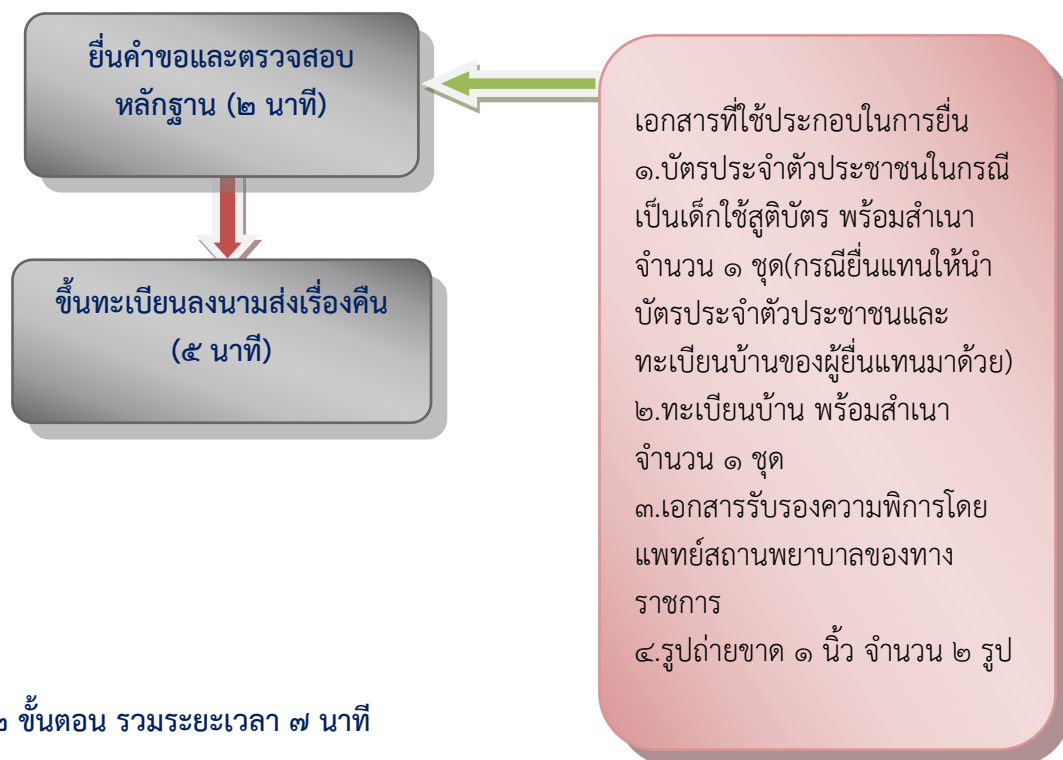 ยื่นคำขอและตรวจสอบ
หลักฐาน (๒ นาที)
ขึ้นทะเบียนลงนามส่งเรื่องคืน
(๕ นาที)
เอกสารที่ใช้ประกอบในการยื่น
๑.บัตรประจำตัวประชาชนในกรณี
เป็นเด็กใช้สูติบัตร พร้อมสำเนา
จำนวน ๑ ชุด(กรณียื่นแทนให้นำ
บัตรประจำตัวประชาชนและ
ทะเบียนบ้านของผู้ยื่นแทนมาด้วย)
๒.ทะเบียนบ้าน พร้อมสำเนา
จำนวน ๑ ชุด
๓.เอกสารรับรองความพิการโดย
แพทย์สถานพยาบาลของทาง
ราชการ
๔.รูปถ่ายขาด ๑ นิ้ว จำนวน ๒ รูป
ขั้นตอน รวมระยะเวลา ๗ นาที